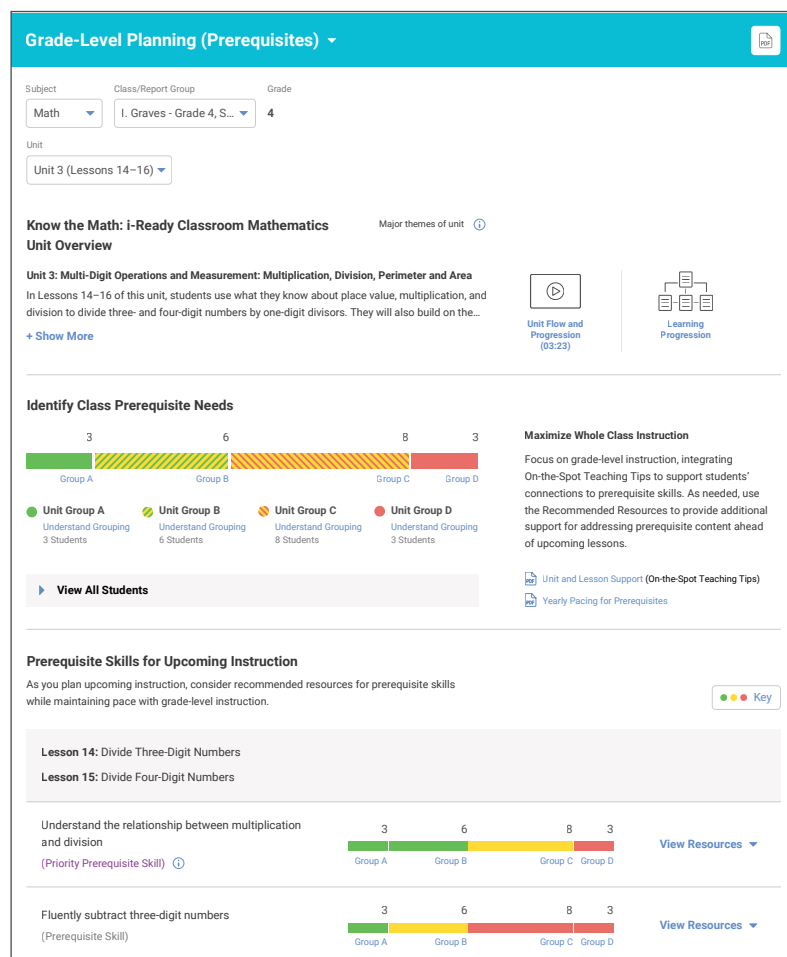 Grade-Level Planning (Prerequisites)
PDF
Subject
Class/Report Group
Grade
Math
I. Graves - Grade 4, S...
4
Unit
Unit 3 (Lessons 14–16)
Know the Math: i-Ready Classroom Mathematics
Unit Overview
Major themes of unit
Unit 3: Multi-Digit Operations and Measurement: Multiplication, Division, Perimeter and Area
In Lessons 14–16 of this unit, students use what they know about place value, multiplication, and
division to divide three- and four-digit numbers by one-digit divisors. They will also build on the...
+ Show More
Unit Flow and
Progression
(03:23)
Learning
Progression
Identify Class Prerequisite Needs
3 6 8 3
Group A Group B Group C Group D
Unit Group A
Understand Grouping
3 Students
Unit Group B
Understand Grouping
6 Students
Unit Group C
Understand Grouping
8 Students
Unit Group D
Understand Grouping
3 Students
View All Students
Maximize Whole Class Instruction
Focus on grade-level instruction, integrating
On-the-Spot Teaching Tips to support students'
connections to prerequisite skills. As needed, use
the Recommended Resources to provide additional
support for addressing prerequisite content ahead
of upcoming lessons.
PDF Unit and Lesson Support (On-the-Spot Teaching Tips)
PDF Yearly Pacing for Prerequisites
Prerequisite Skills for Upcoming Instruction
As you plan upcoming instruction, consider recommended resources for prerequisite skills
while maintaining pace with grade-level instruction.
Key
Lesson 14: Divide Three-Digit Numbers
Lesson 15: Divide Four-Digit Numbers
Understand the relationship between multiplication
and division
(Priority Prerequisite Skill)
3 6 8 3
Group A Group B Group C Group D
View Resources
Fluently subtract three-digit numbers
(Prerequisite Skill)
3 6 8 3
Group A Group B Group C Group D
View Resources